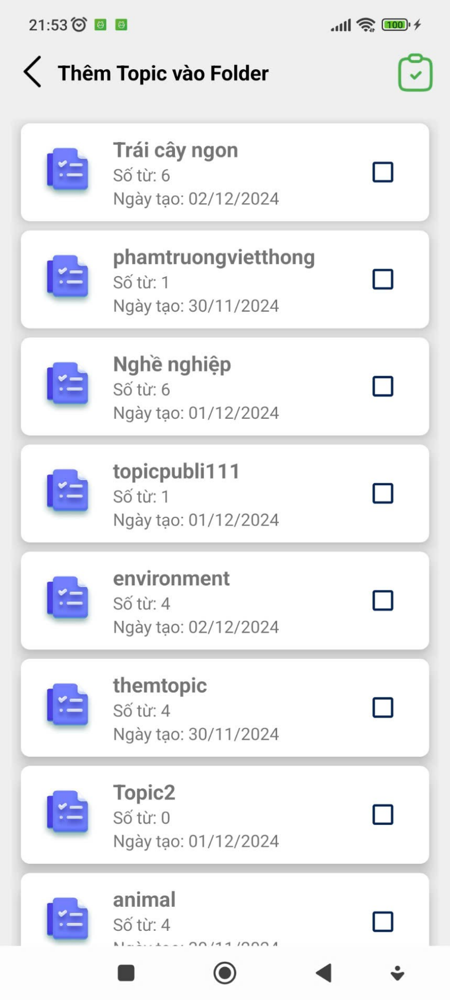 21:53
100
Thêm Topic vào Folder
Trái cây ngon
Số từ: 6
Ngày tạo: 02/12/2024
phamtruongvietthong
Số từ: 1
Ngày tạo: 30/11/2024
Nghề nghiệp
Số từ: 6
Ngày tạo: 01/12/2024
topicpubli111
Số từ: 1
Ngày tạo: 01/12/2024
environment
Số từ: 4
Ngày tạo: 02/12/2024
themtopic
Số từ: 4
Ngày tạo: 30/11/2024
Topic2
Số từ: 0
Ngày tạo: 01/12/2024
animal
Số từ: 4